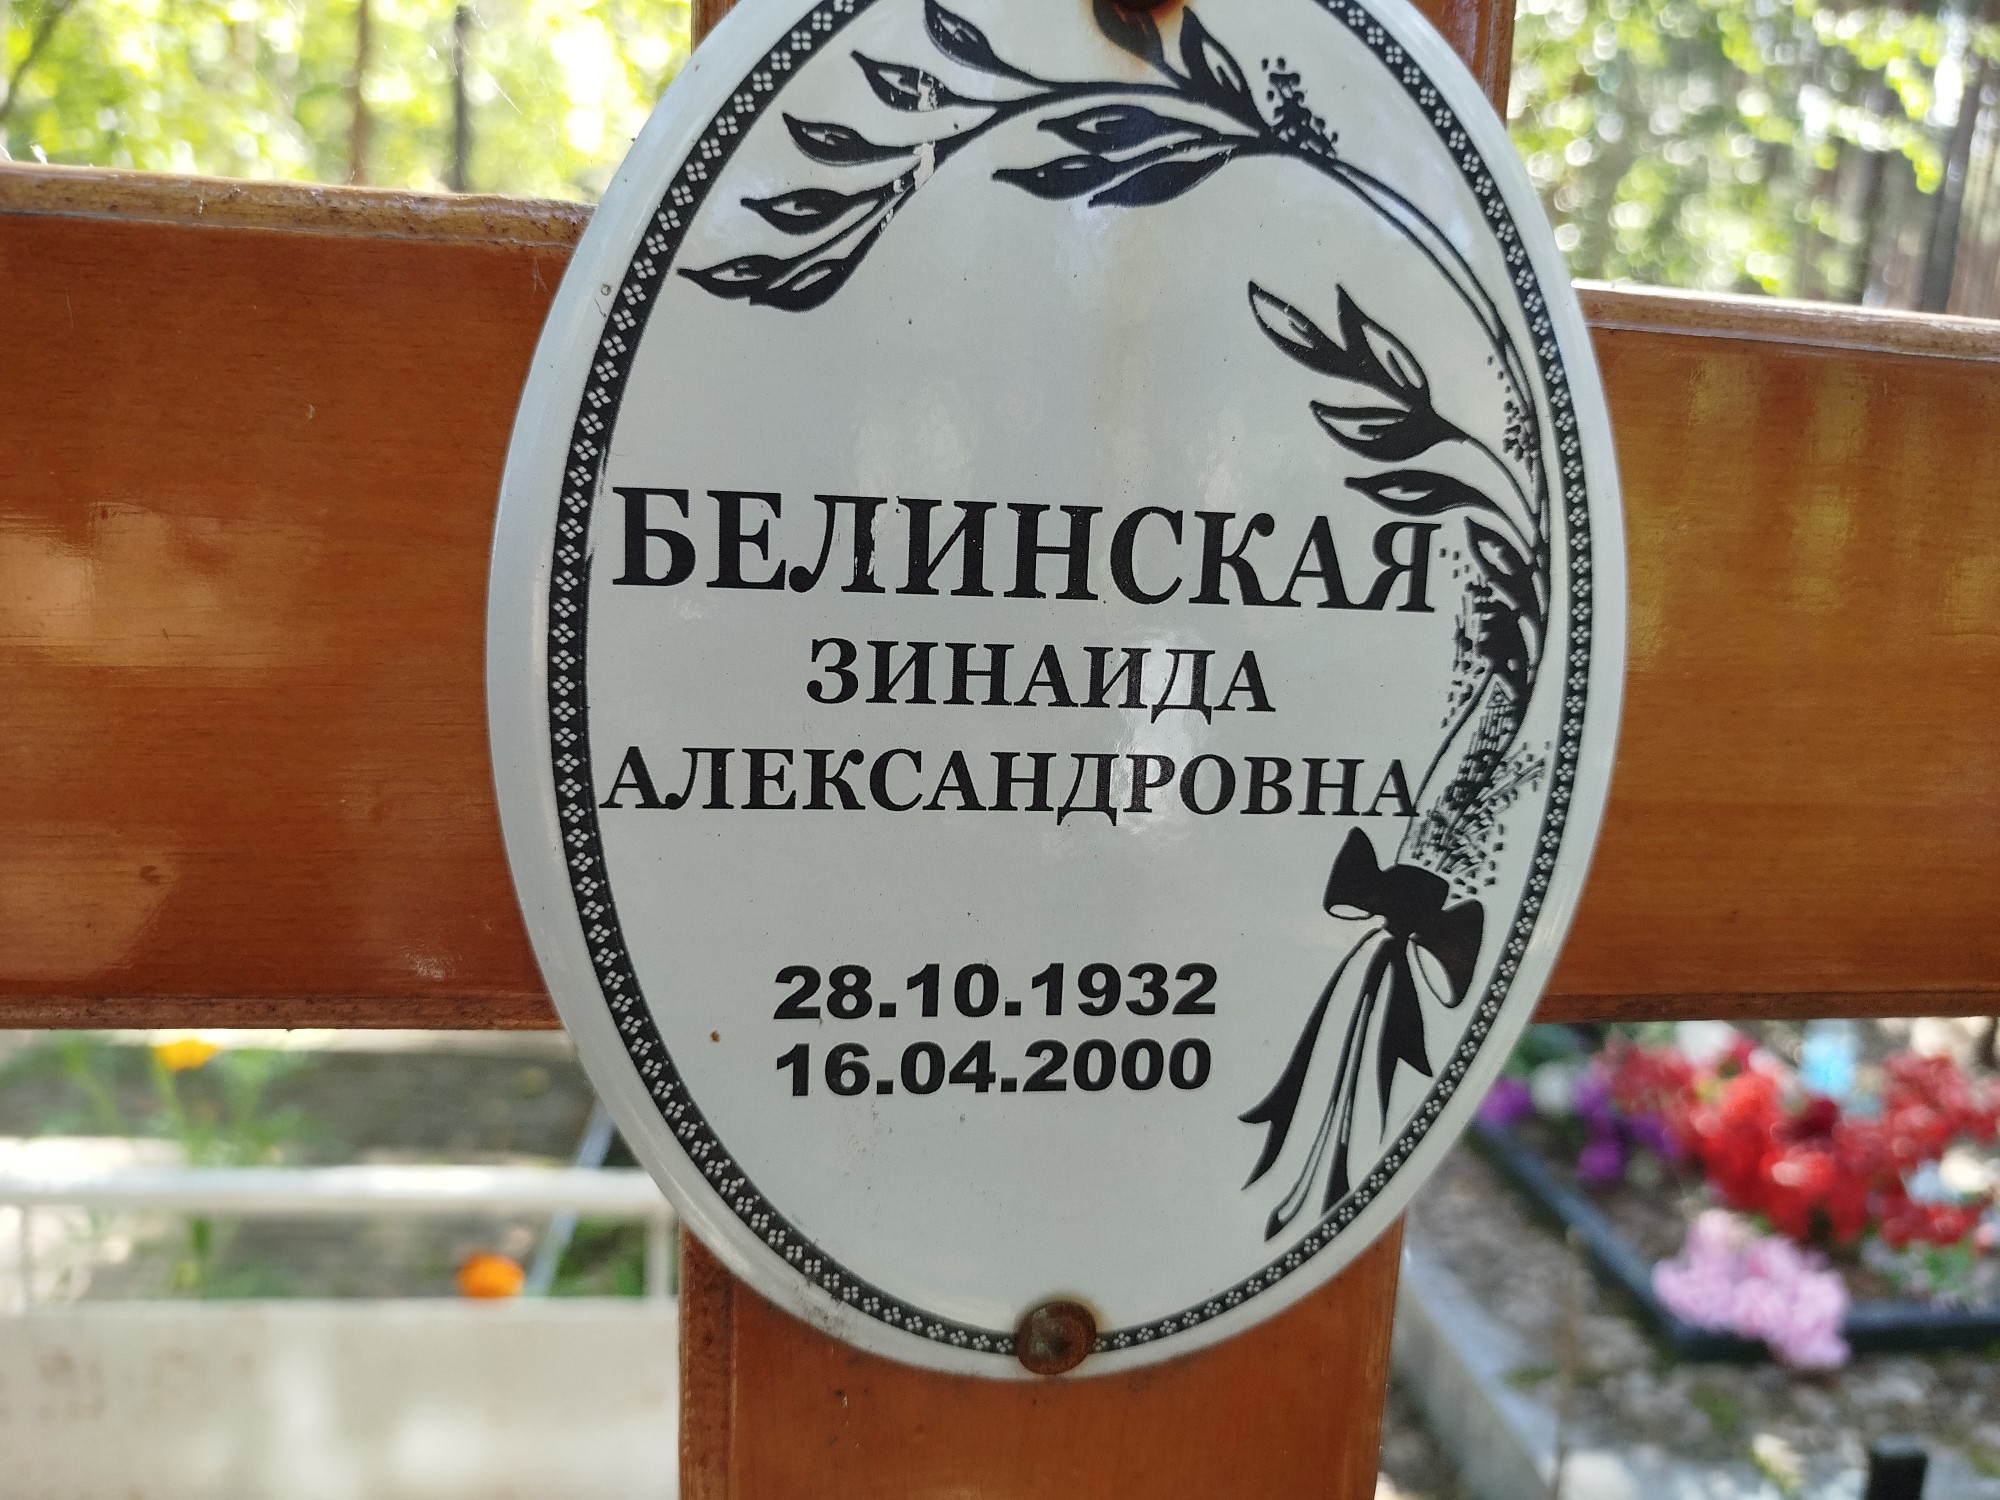 БЕЛИНСКАЯ
ЗИНАИДА
АЛЕКСАНДРОВНА
28.10.1932
16.04.2000